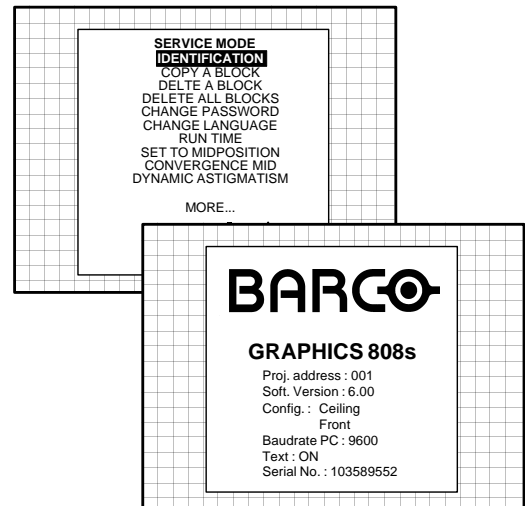 SERVICE MODE
IDENTIFICATION
COPY A BLOCK
DELTE A BLOCK
DELETE ALL BLOCKS
CHANGE PASSWORD
CHANGE LANGUAGE
RUN TIME
SET TO MIDPOSITION
CONVERGENCE MID
DYNAMIC ASTIGMATISM
MORE...
BARCO
GRAPHICS 808s
Proj. address : 001
Soft. Version : 6.00
Config. : Ceiling
Front
Baudrate PC : 9600
Text : ON
Serial No. : 103589552